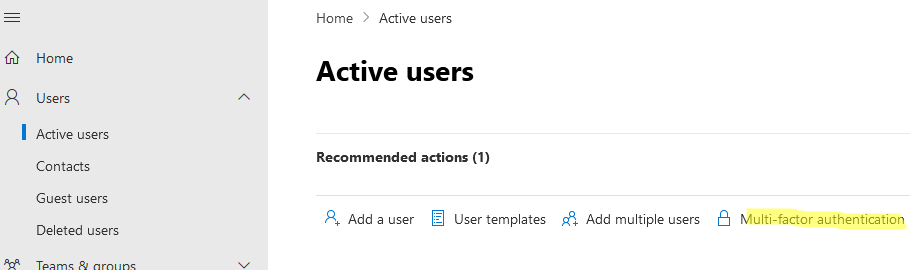 Home > Active users
Home
Active users
Users
Active users
Contacts
Recommended actions (1)
Guest users
Add a user User templates Add multiple users Multi-factor authentication
Deleted users
Teams & groups